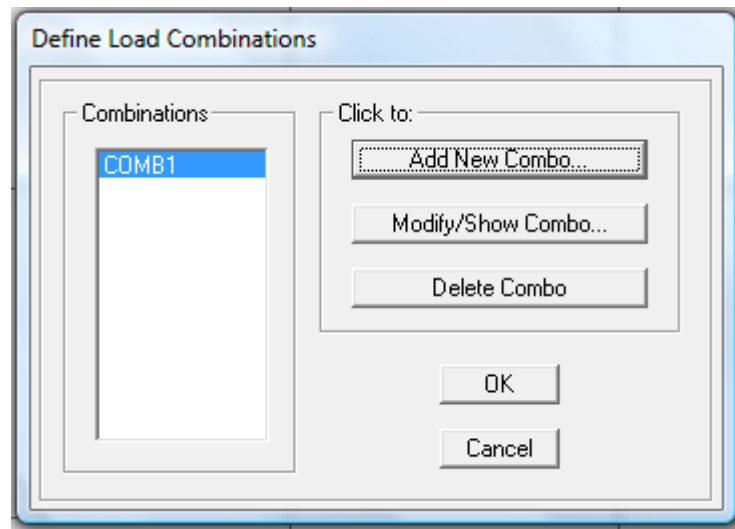 Define Load Combinations
Combinations
COMB1
Click to:
Add New Combo...
Modify/Show Combo...
Delete Combo
OK
Cancel